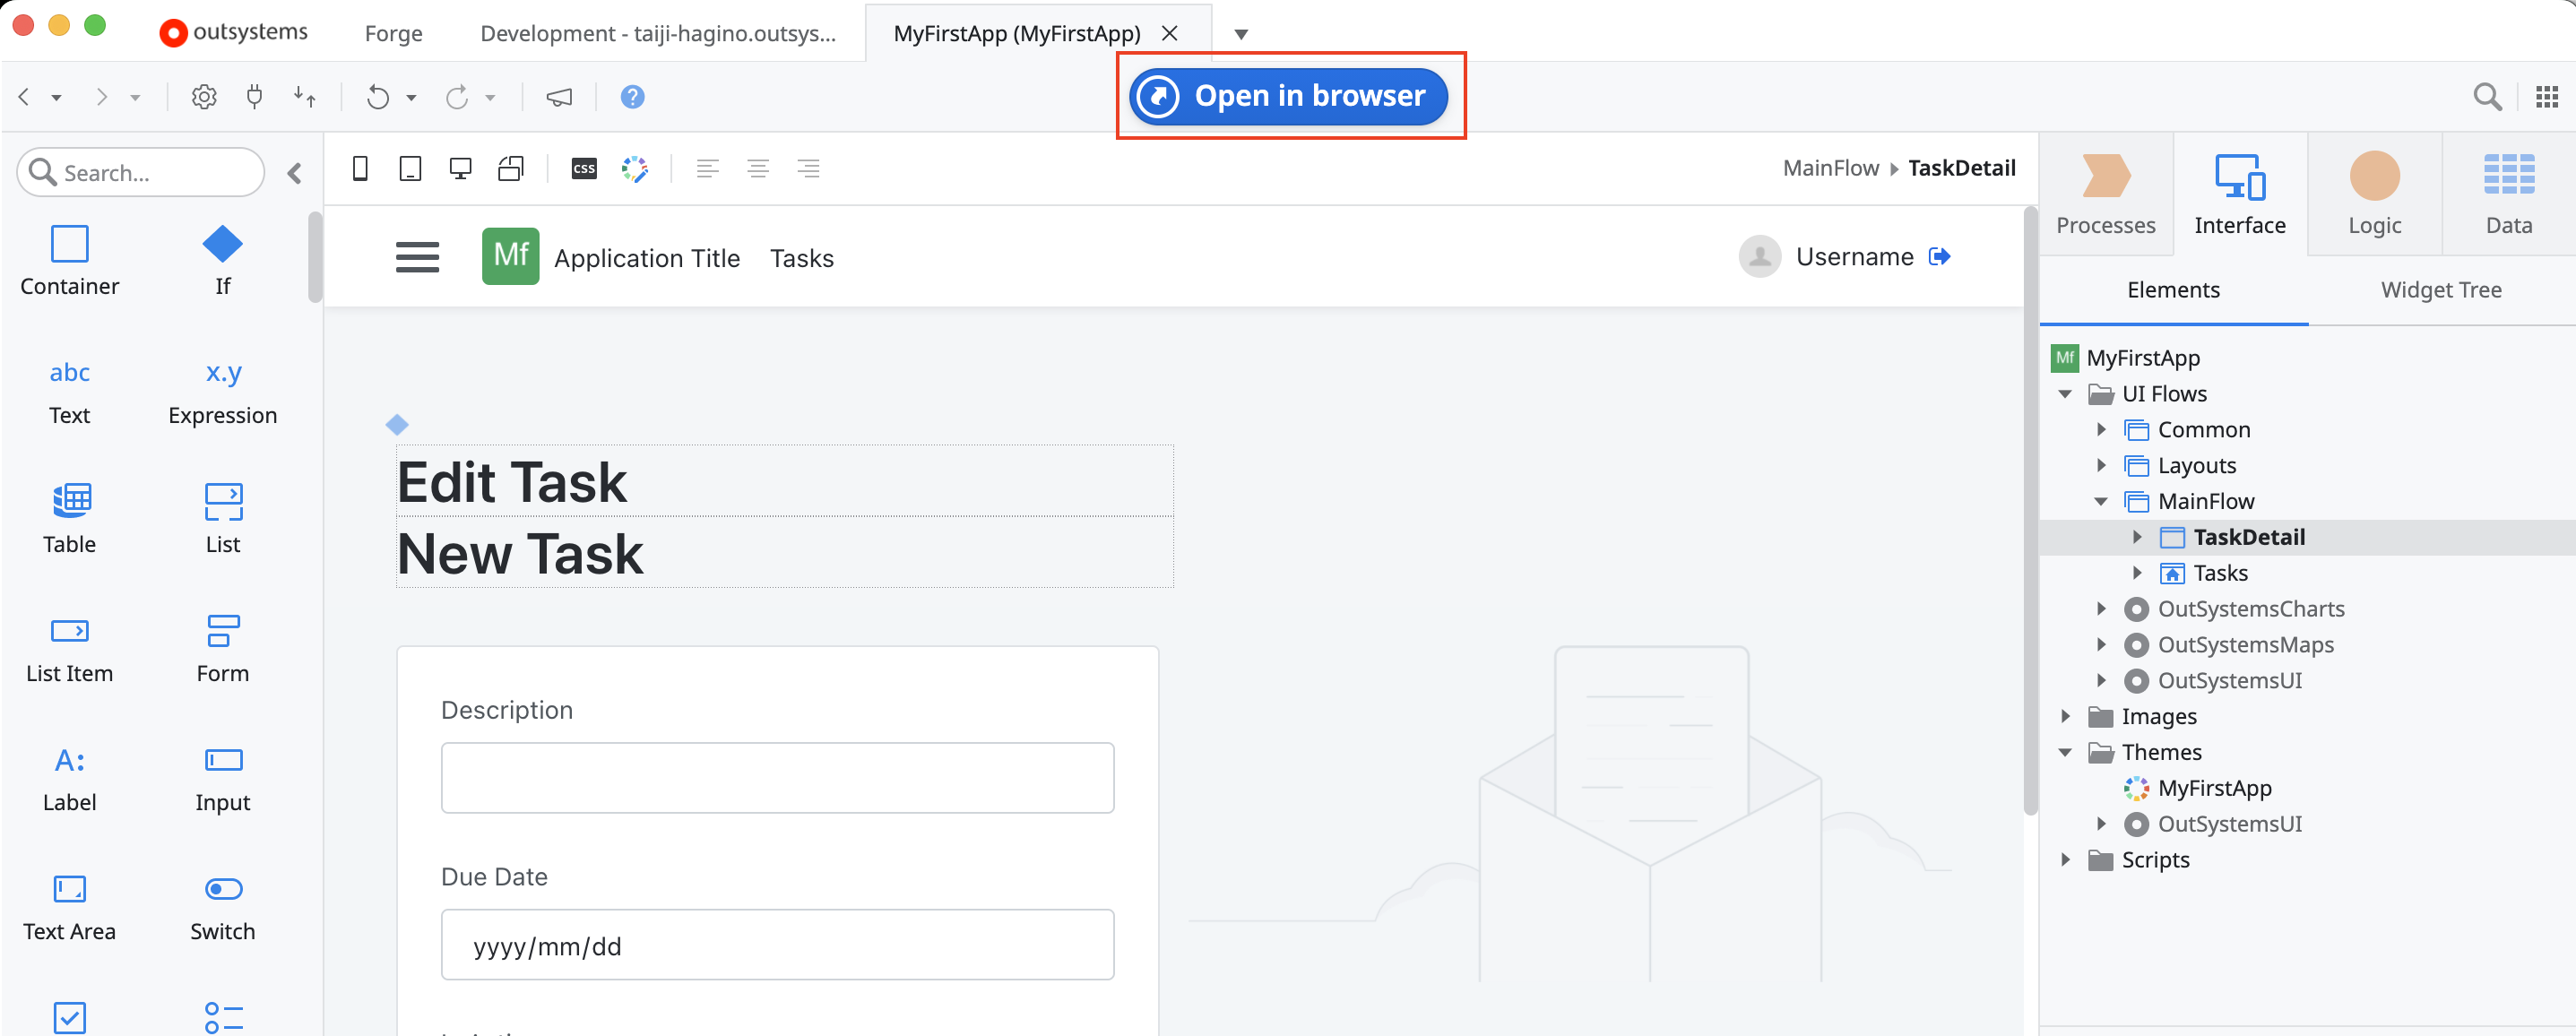 outsystems
Forge
Development - taiji-hagino.outsys...
MyFirstApp (MyFirstApp)
?
Open in browser
Search...
CSS
MainFlow
TaskDetail
Processes
Interface
Logic
Data
Container
If
Mf
Application Title
Tasks
Username
Elements
Widget Tree
abc
Text
x.y
Expression
Edit Task
New Task
Table
List
List Item
Form
Description
A:
Label
Input
Due Date
yyyy/mm/dd
Text Area
Switch
Mf MyFirstApp
UI Flows
Common
Layouts
MainFlow
TaskDetail
Tasks
OutSystemsCharts
OutSystemsMaps
OutSystemsUI
Images
Themes
MyFirstApp
OutSystemsUI
Scripts